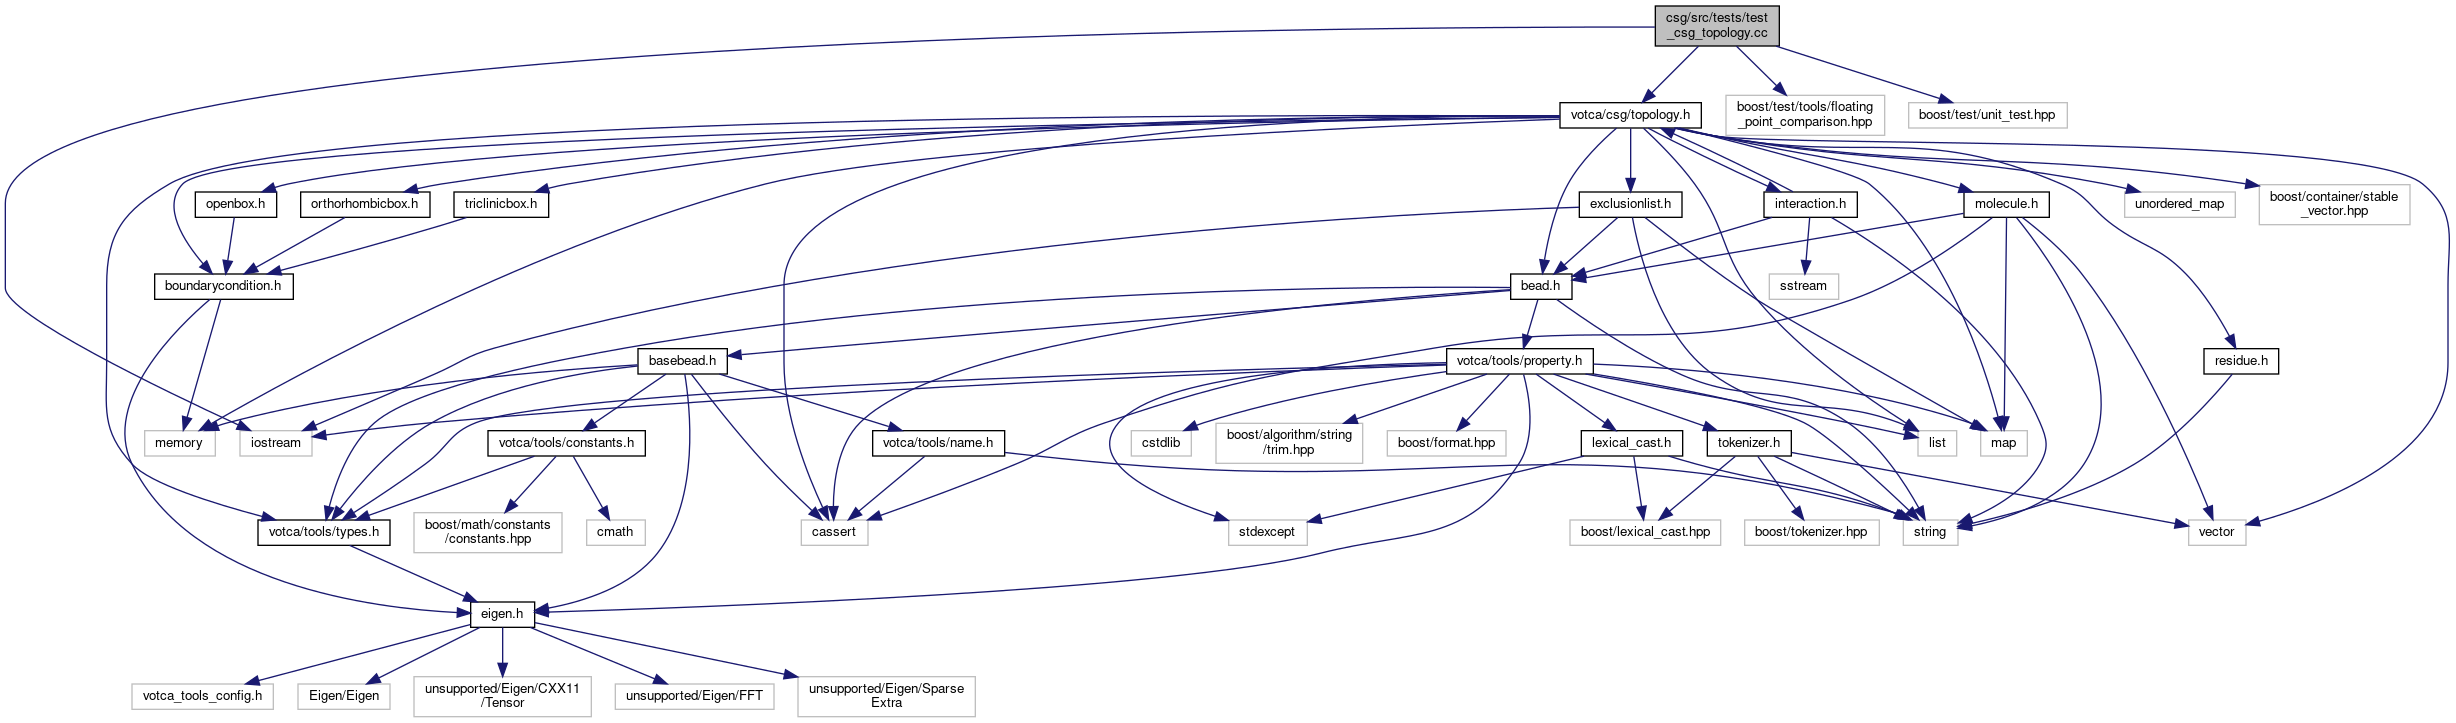 csg/src/tests/test
_csg_topology.cc
votca/csg/topology.h
boost/test/tools/floating
_point_comparison.hpp
boost/test/unit_test.hpp
openbox.h
orthorhombicbox.h
triclinicbox.h
exclusionlist.h
interaction.h
molecule.h
unordered_map
boost/container/stable
_vector.hpp
boundarycondition.h
bead.h
sstream
basebead.h
votca/tools/property.h
residue.h
memory
iostream
votca/tools/constants.h
votca/tools/name.h
cstdlib
boost/algorithm/string
/trim.hpp
boost/format.hpp
lexical_cast.h
tokenizer.h
list
map
votca/tools/types.h
boost/math/constants
/constants.hpp
cmath
cassert
stdexcept
boost/lexical_cast.hpp
boost/tokenizer.hpp
string
vector
eigen.h
votca_tools_config.h
Eigen/Eigen
unsupported/Eigen/CXX11
/Tensor
unsupported/Eigen/FFT
unsupported/Eigen/Sparse
Extra